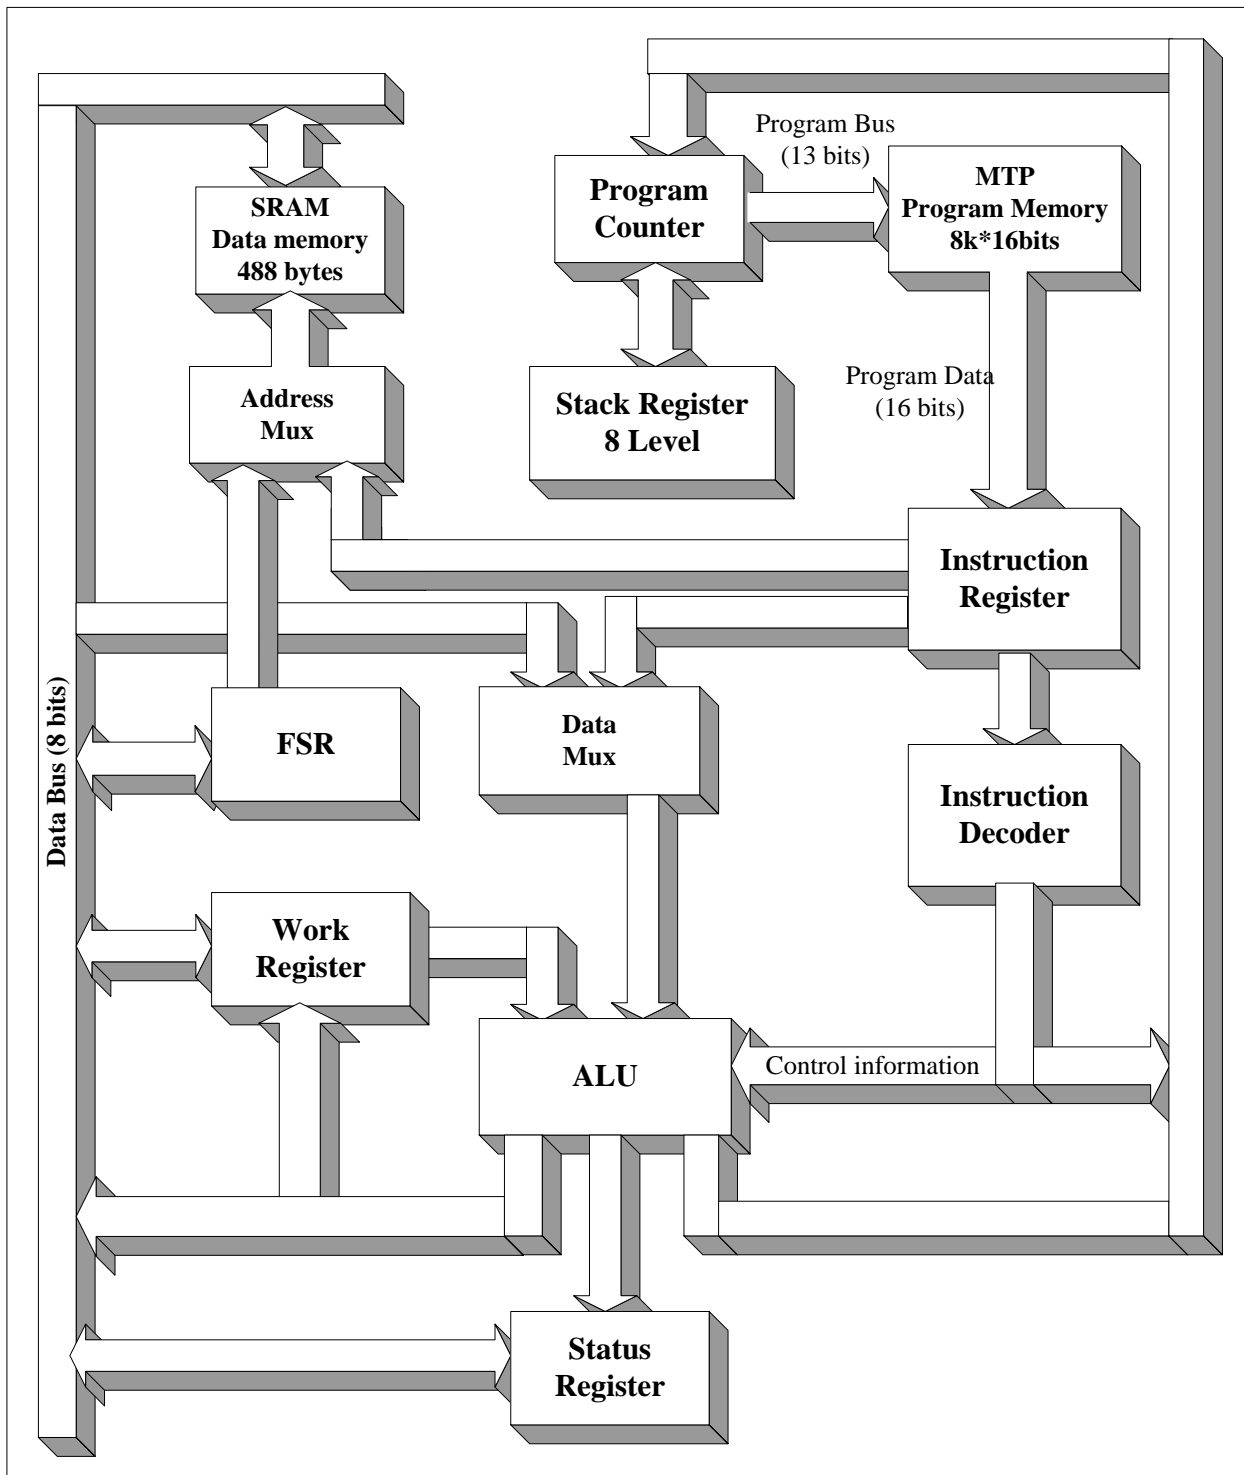 Program Bus
(13 bits)
MTP
Program Memory
8k*16bits
Program
Counter
SRAM
Data memory
488 bytes
Program Data
(16 bits)
Address
Mux
Stack Register
8 Level
Instruction
Register
Data Bus (8 bits)
FSR
Data
Mux
Instruction
Decoder
Work
Register
ALU
Control information
Status
Register